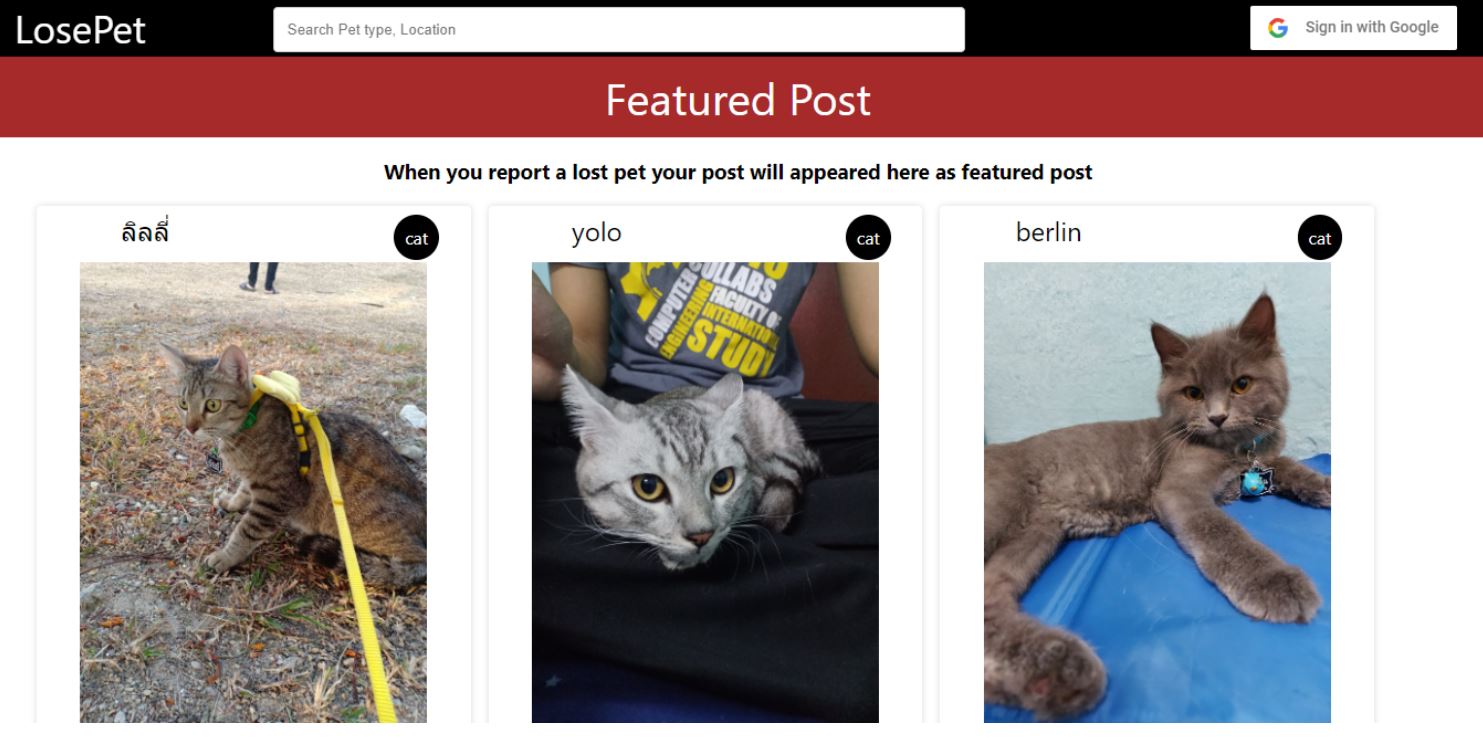 LosePet
Search Pet type, Location
Sign in with Google
Featured Post
When you report a lost pet your post will appeared here as featured post
ลิลลี่
cat
yolo
cat
berlin
cat
COMPUTER
ENGINEERING
COLLABS
FACULTY OF
INTERNATIONAL
STUDY